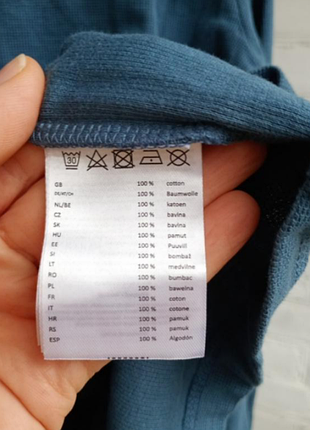 30
GB 100 % cotton
DE/AT/CH 100 % Baumwolle
NL/BE 100 % katoen
CZ 100 % bavlna
SK 100 % bavlna
HU 100 % pamut
EE 100 % Puuvill
SI 100 % bombaž
LT 100 % medvilnė
RO 100 % bumbac
PL 100 % bawełna
FR 100 % coton
IT 100 % cotone
HR 100 % pamuk
RS 100 % pamuk
ESP 100 % Algodón